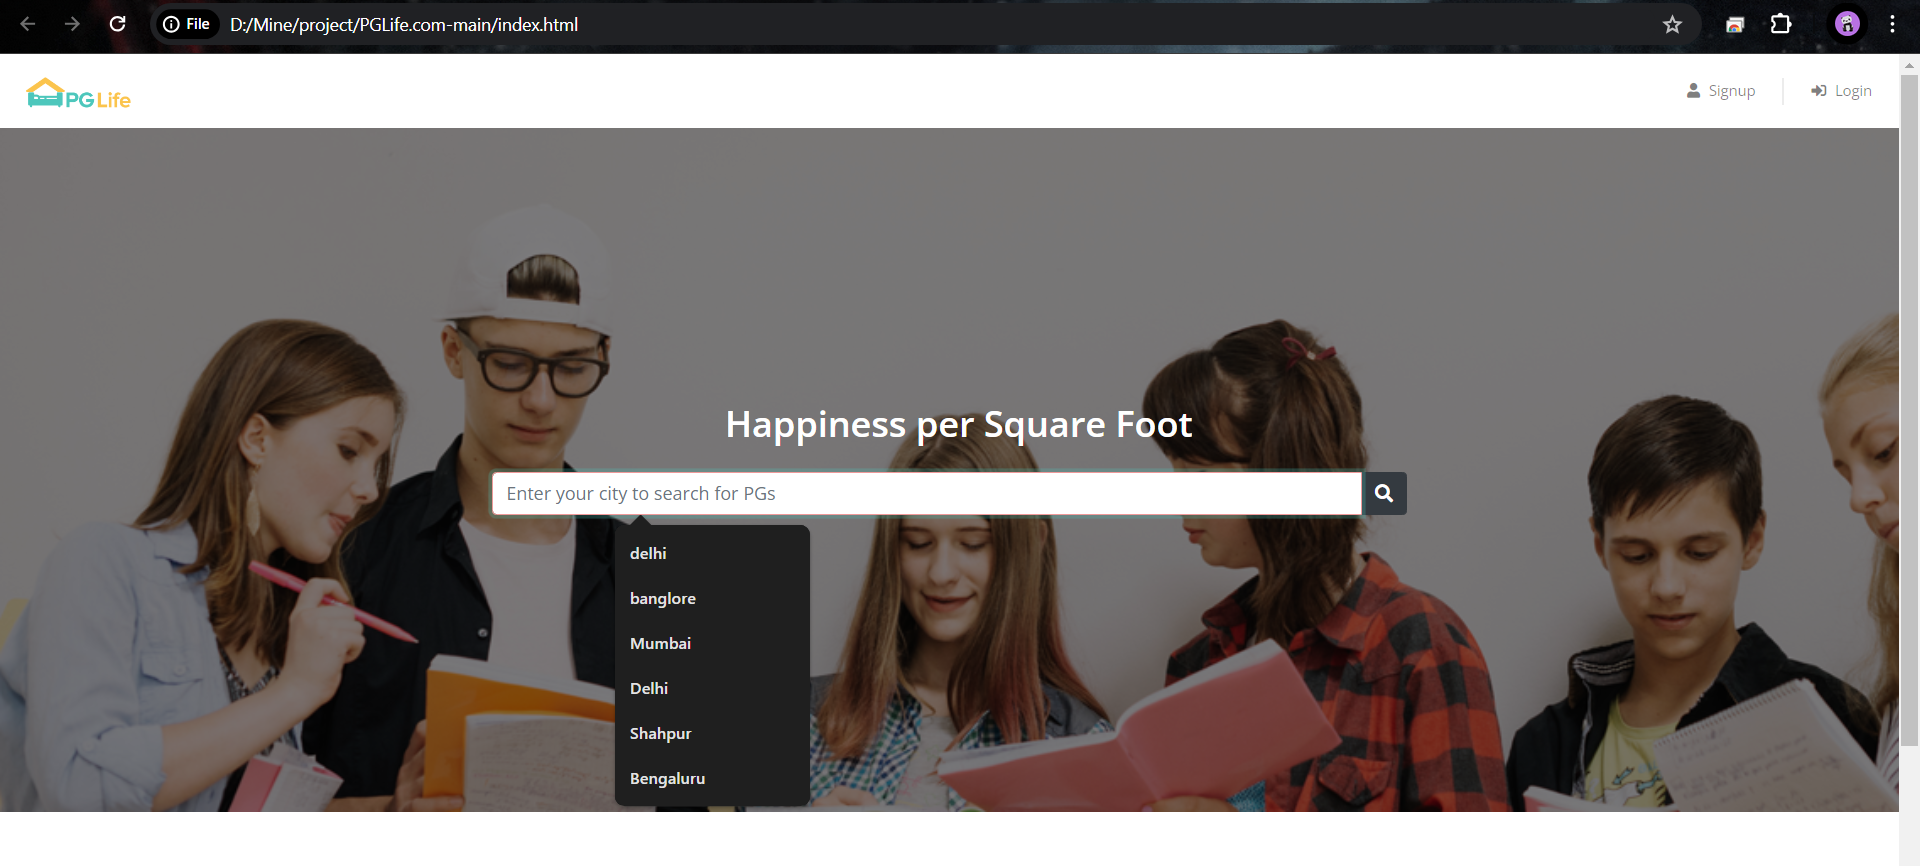 File D:/Mine/project/PGLife.com-main/index.html
PG Life
Signup
Login
Happiness per Square Foot
Enter your city to search for PGs
delhi
banglore
Mumbai
Delhi
Shahpur
Bengaluru